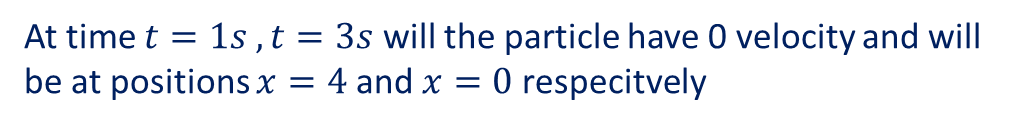 At time t = 1s , t = 3s will the particle have 0 velocity and will
be at positions x = 4 and x = 0 respecitvely